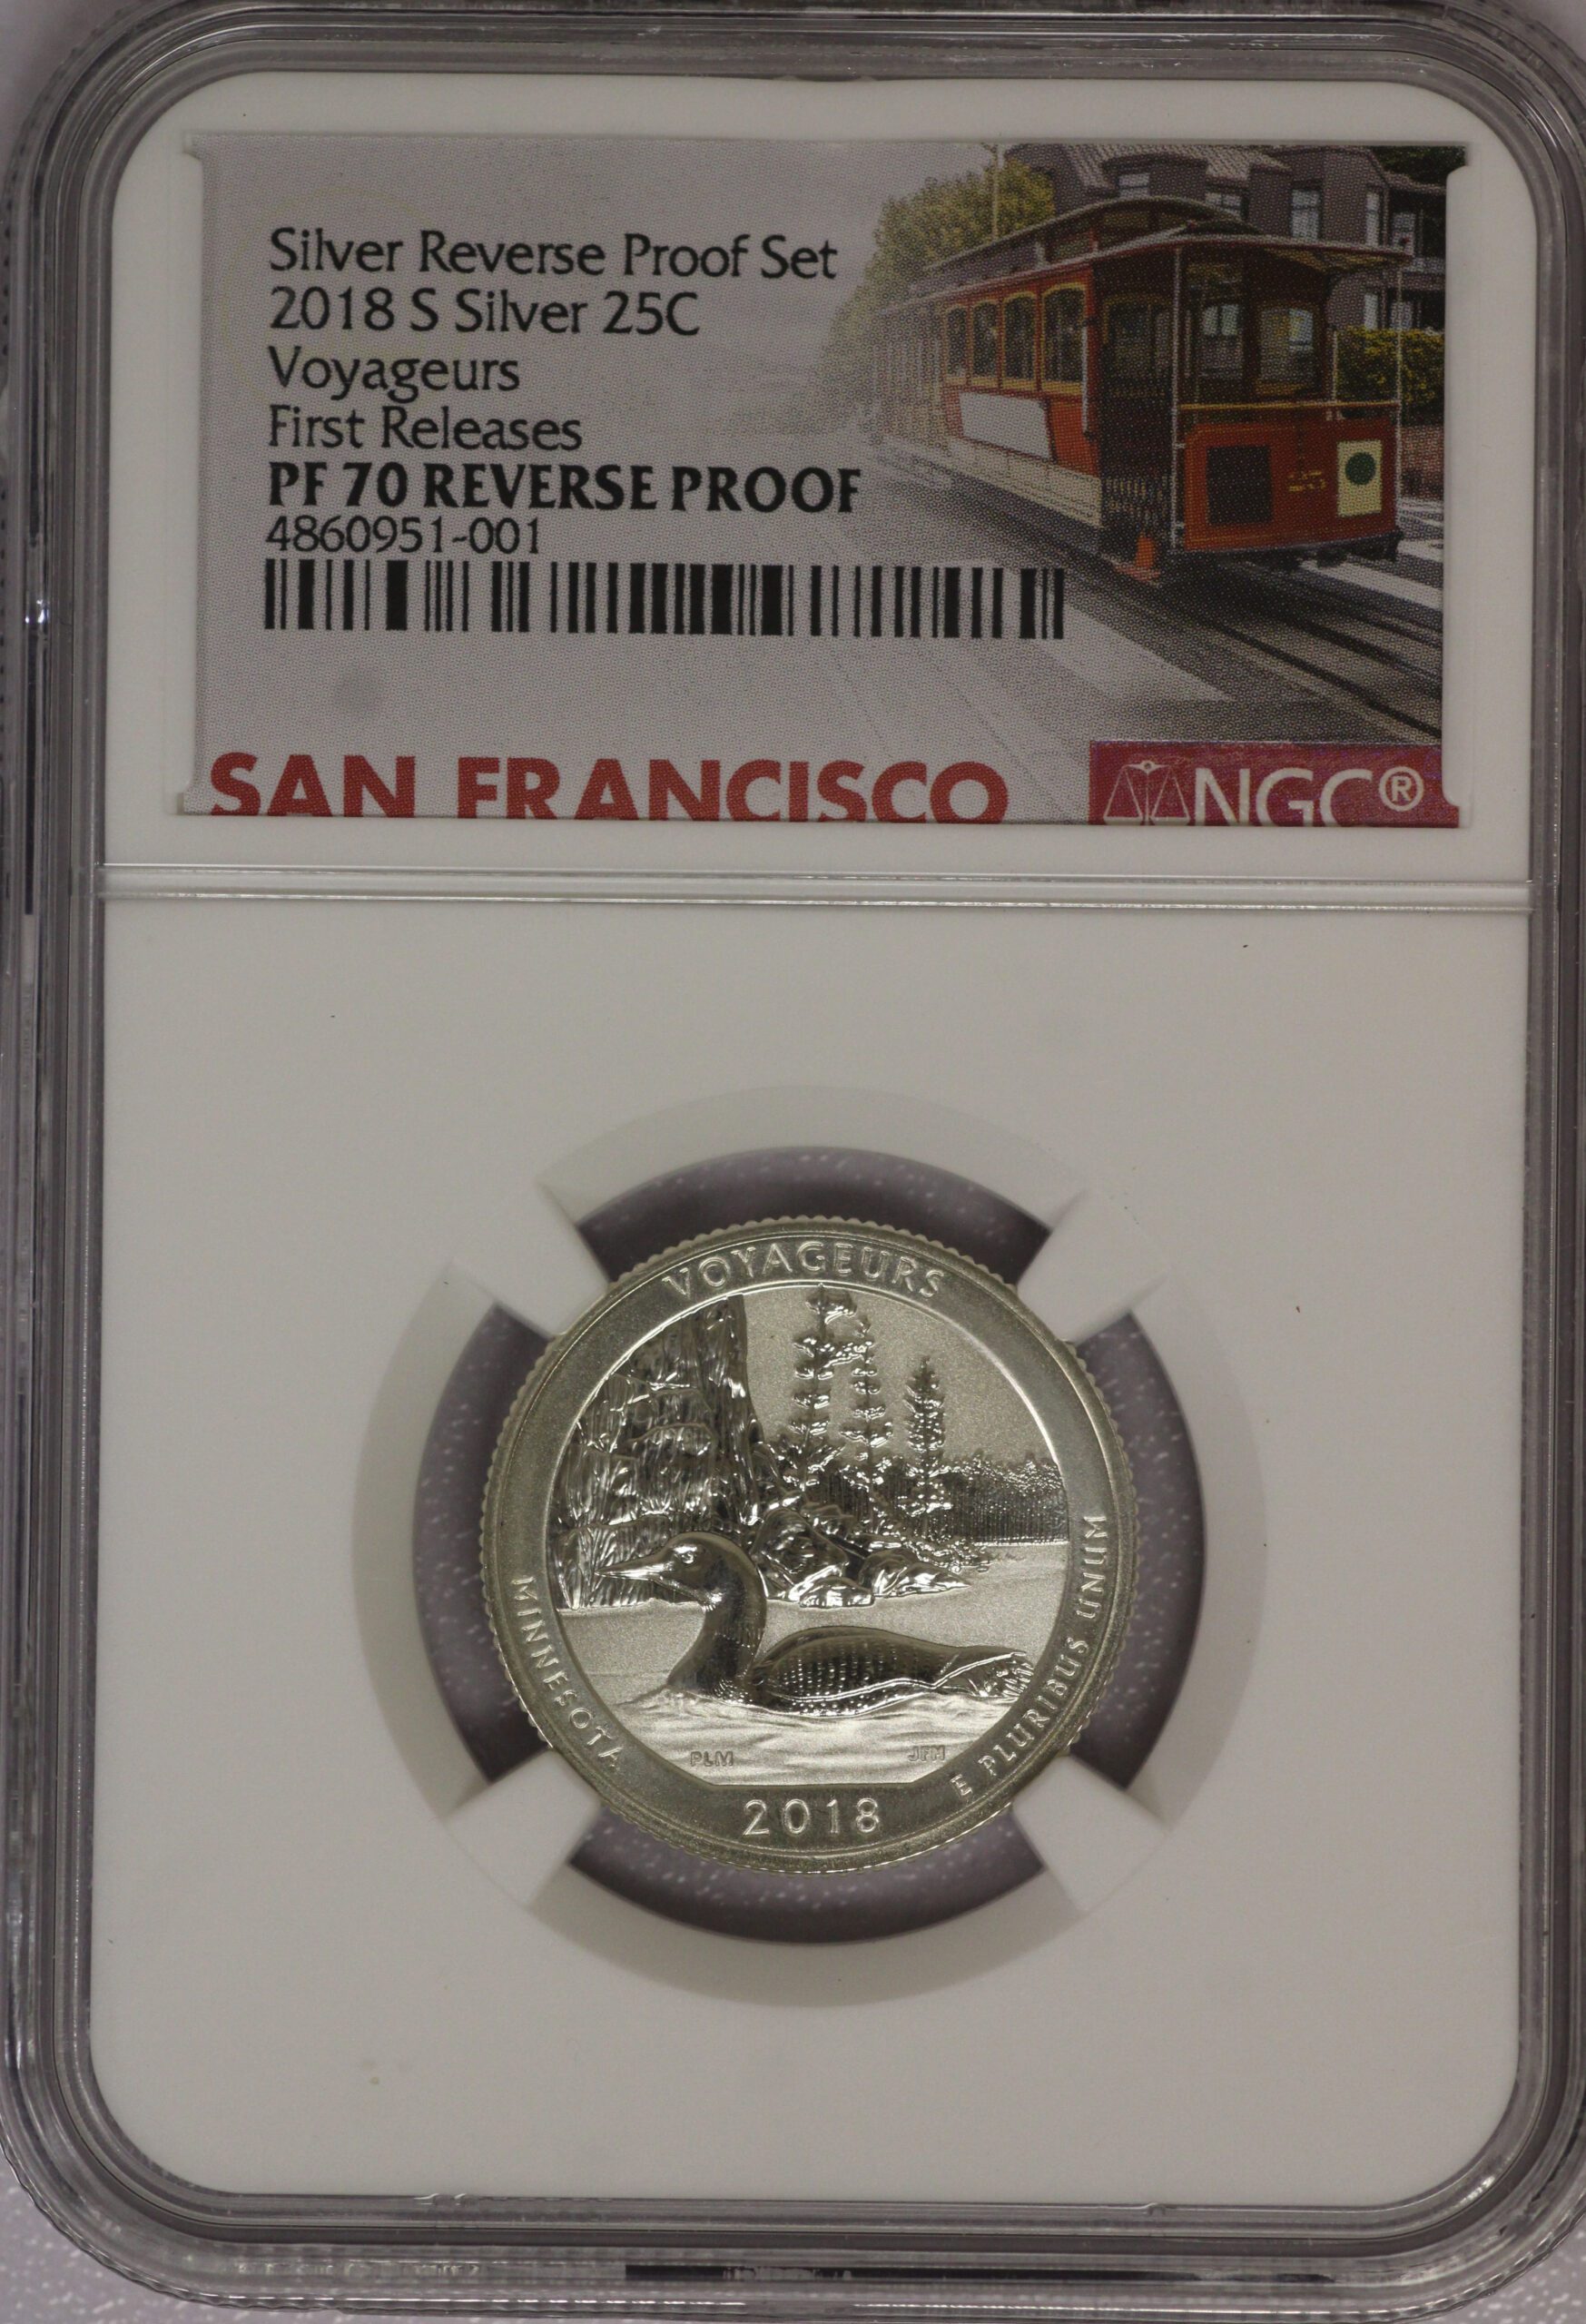 Silver Reverse Proof Set
2018 S Silver 25C
Voyageurs
First Releases
PF 70 REVERSE PROOF
4860951-001
25
SAN FRANCISCO
NGC®
VOYAGEURS
MINNESOTA
E PLURIBUS UNUM
PLM
JFM
2018